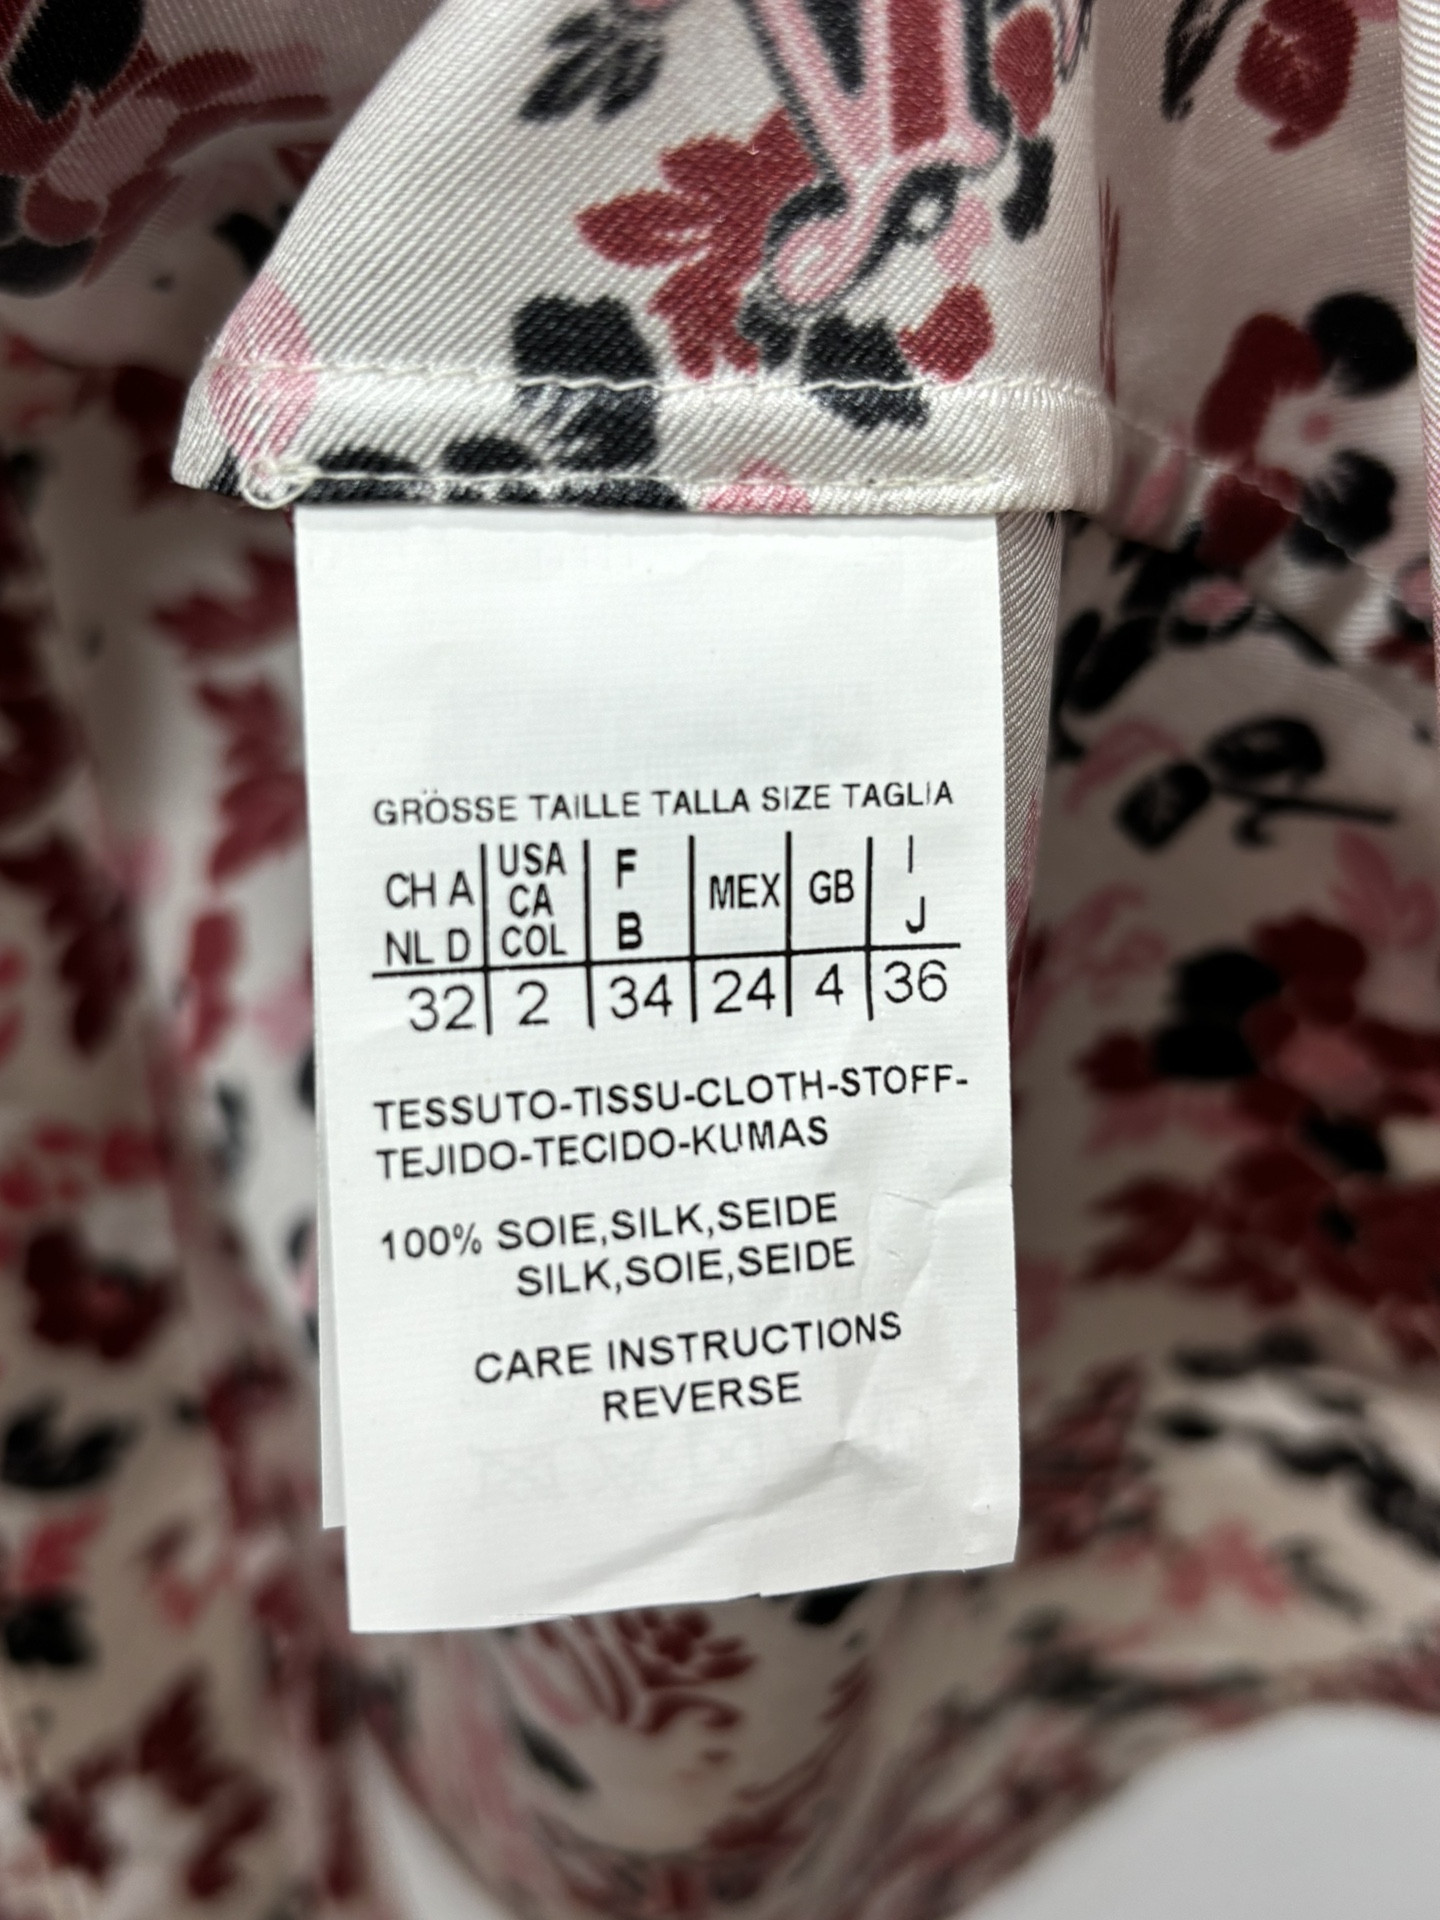 GRÖSSE TAILLE TALLA SIZE TAGLIA
CH A USA F MEX GB I
CA
NL D COL B J
32 2 34 24 4 36
TESSUTO-TISSU-CLOTH-STOFF-
TEJIDO-TECIDO-KUMAS
100% SOIE,SILK,SEIDE
SILK,SOIE,SEIDE
CARE INSTRUCTIONS
REVERSE